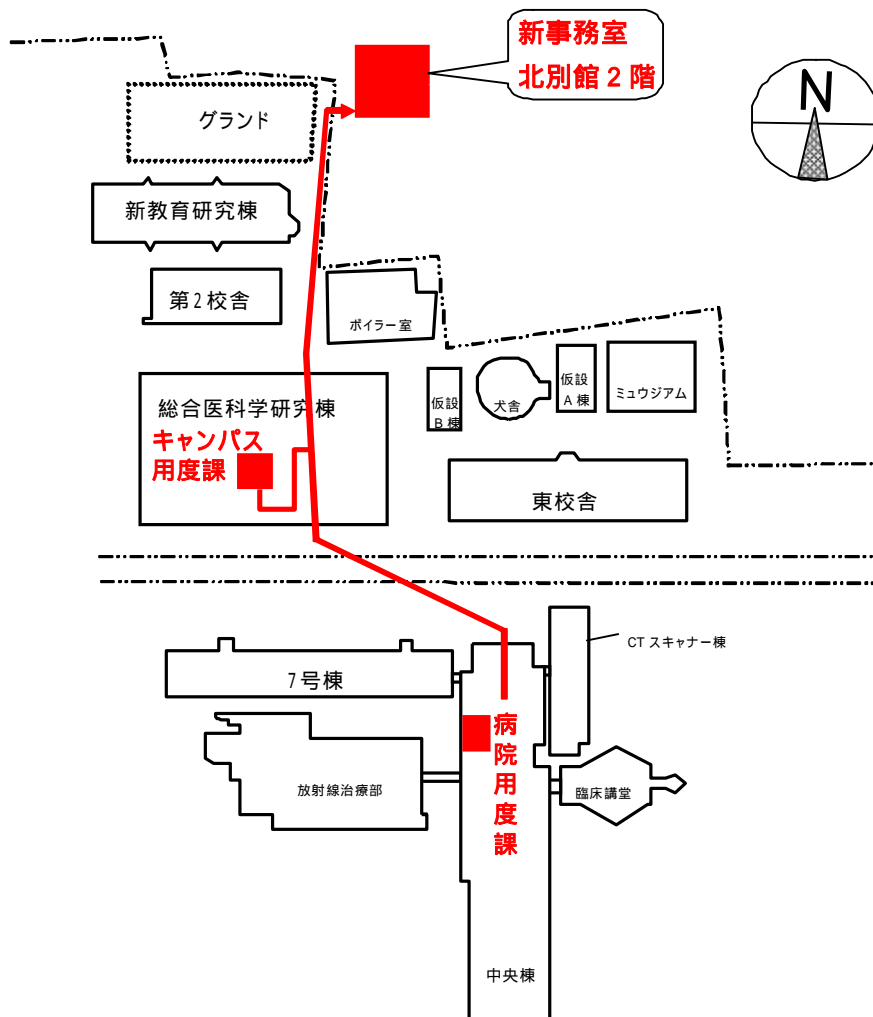 新事務室
北別館２階
N
グランド
新教育研究棟
第2校舎
ボイラー室
仮設
A棟
ミュウジアム
仮設
B棟
犬舎
総合医科学研究棟
キャンパス
用度課
東校舎
CTスキャナー棟
7号棟
病院用度課
放射線治療部
臨床講堂
中央棟